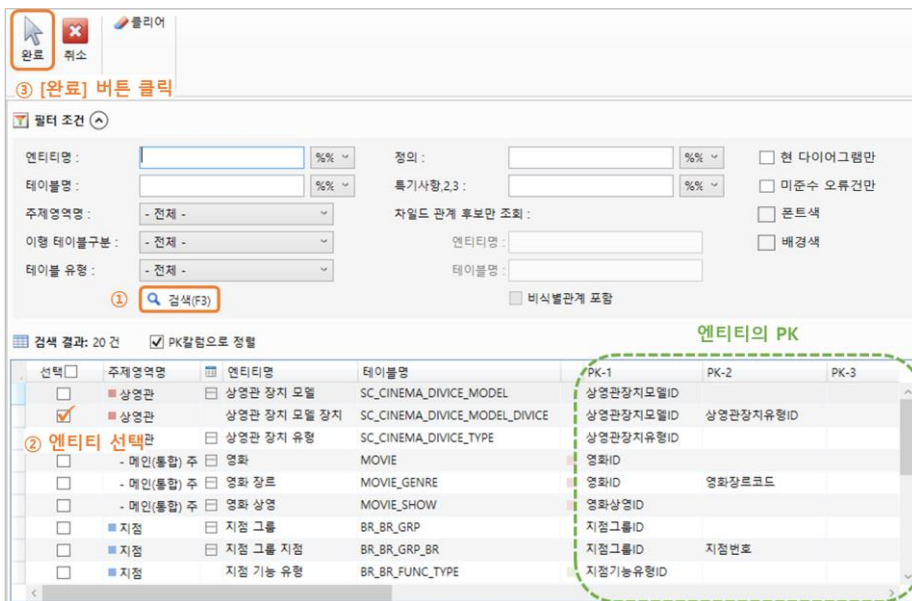 클리어
완료 취소
③ [완료] 버튼 클릭
필터 조건
엔티티명 : %% 정의 : %% 현 다이어그램만
테이블명 : %% 특기사항,2,3 : %% 미준수 오류건만
주제영역명 : - 전체 - 차일드 관계 후보만 조회 : 폰트색
이행 테이블구분 : - 전체 - 엔티티명 : 배경색
테이블 유형 : - 전체 - 테이블명 :
① 검색(F3) 비식별관계 포함
엔티티의 PK
검색 결과: 20 건 PK칼럼으로 정렬
선택 주제영역명 엔티티명 테이블명 PK-1 PK-2 PK-3
상영관 상영관 장치 모델 SC_CINEMA_DIVICE_MODEL 상영관장치모델ID
상영관 상영관 장치 모델 장치 SC_CINEMA_DIVICE_MODEL_DIVICE 상영관장치모델ID 상영관장치유형ID
② 엔티티 선택 관 상영관 장치 유형 SC_CINEMA_DIVICE_TYPE 상영관장치유형ID
- 메인(통합) 주 영화 MOVIE 영화ID
- 메인(통합) 주 영화 장르 MOVIE_GENRE 영화ID 영화장르코드
- 메인(통합) 주 영화 상영 MOVIE_SHOW 영화상영ID
지점 지점 그룹 BR_BR_GRP 지점그룹ID
지점 지점 그룹 지점 BR_BR_GRP_BR 지점그룹ID 지점번호
지점 지점 기능 유형 BR_BR_FUNC_TYPE 지점기능유형ID